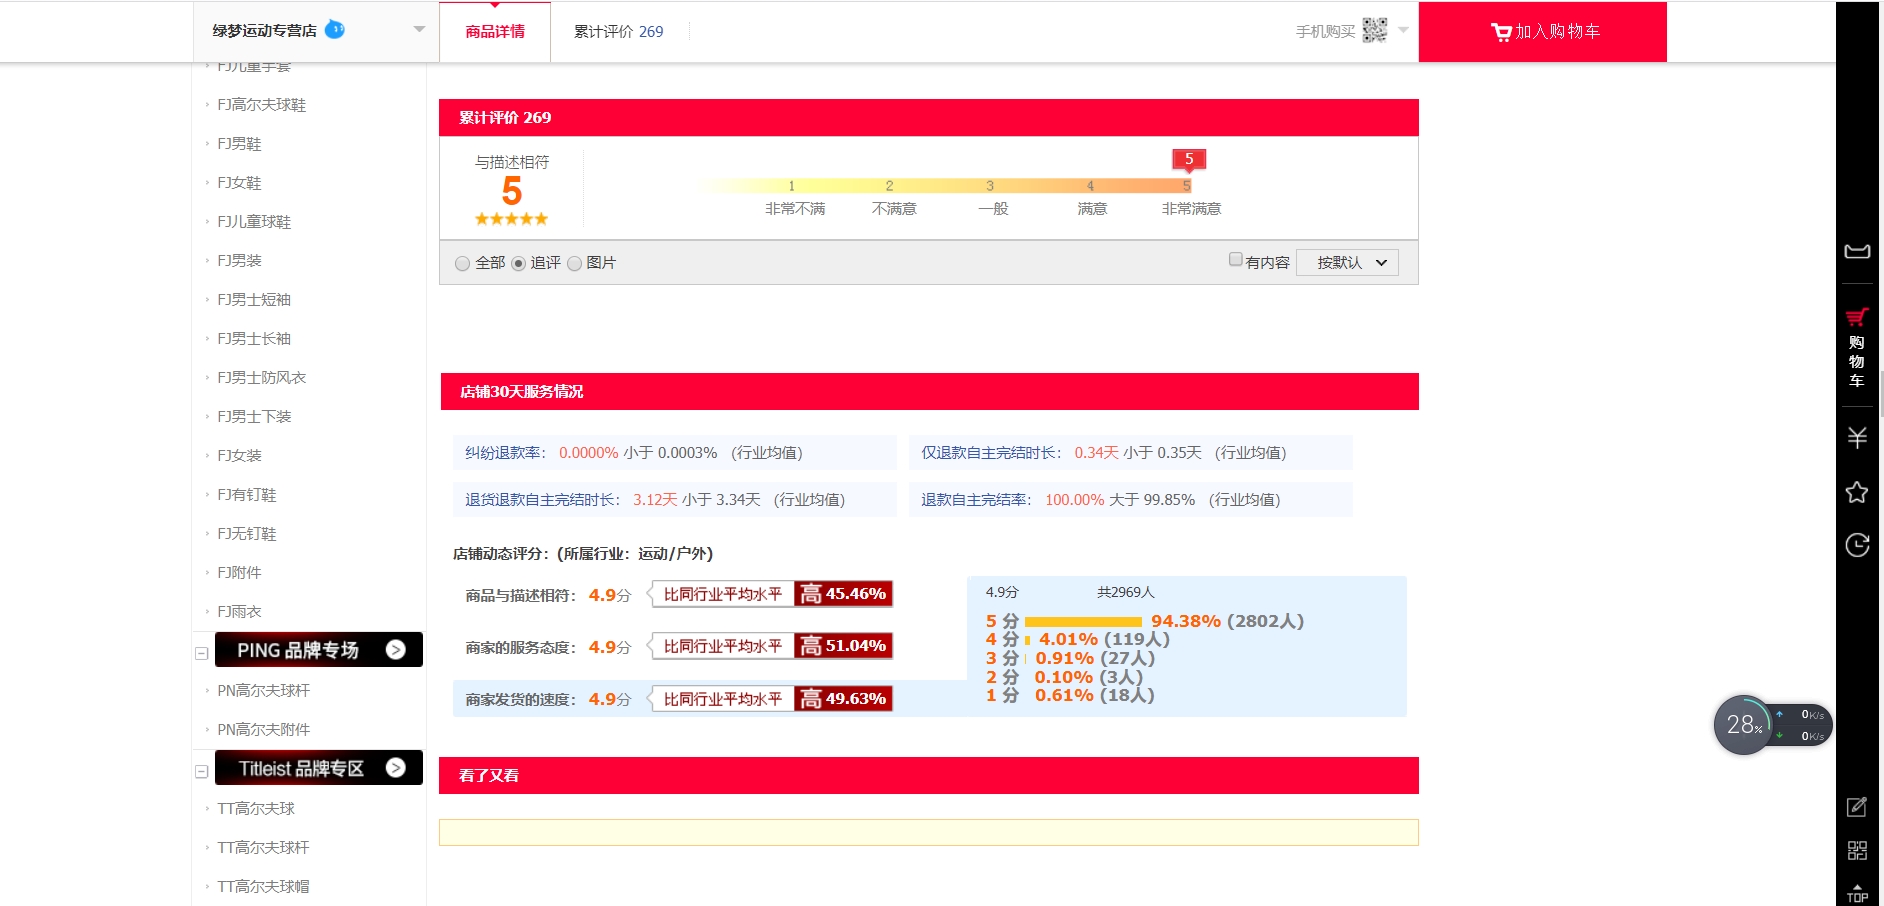 绿梦运动专营店
商品详情
累计评价 269
手机购买
加入购物车
FJ儿童手套
FJ高尔夫球鞋
FJ男鞋
FJ女鞋
FJ儿童球鞋
FJ男装
FJ男士短袖
FJ男士长袖
FJ男士防风衣
FJ男士下装
FJ女装
FJ有钉鞋
FJ无钉鞋
FJ附件
FJ雨衣
PING 品牌专场
PN高尔夫球杆
PN高尔夫附件
Titleist 品牌专区
TT高尔夫球
TT高尔夫球杆
TT高尔夫球帽
累计评价 269
与描述相符
5
5
1 2 3 4 5
非常不满 不满意 一般 满意 非常满意
全部 追评 图片
有内容 按默认
店铺30天服务情况
纠纷退款率： 0.0000% 小于 0.0003% (行业均值)
仅退款自主完结时长： 0.34天 小于 0.35天 (行业均值)
退货退款自主完结时长： 3.12天 小于 3.34天 (行业均值)
退款自主完结率： 100.00% 大于 99.85% (行业均值)
店铺动态评分：(所属行业：运动/户外)
商品与描述相符： 4.9分 比同行业平均水平 高 45.46%
商家的服务态度： 4.9分 比同行业平均水平 高 51.04%
商家发货的速度： 4.9分 比同行业平均水平 高 49.63%
4.9分 共2969人
5 分 94.38% (2802人)
4 分 4.01% (119人)
3 分 0.91% (27人)
2 分 0.10% (3人)
1 分 0.61% (18人)
看了又看
购物车
28%
0K/s
0K/s
TOP